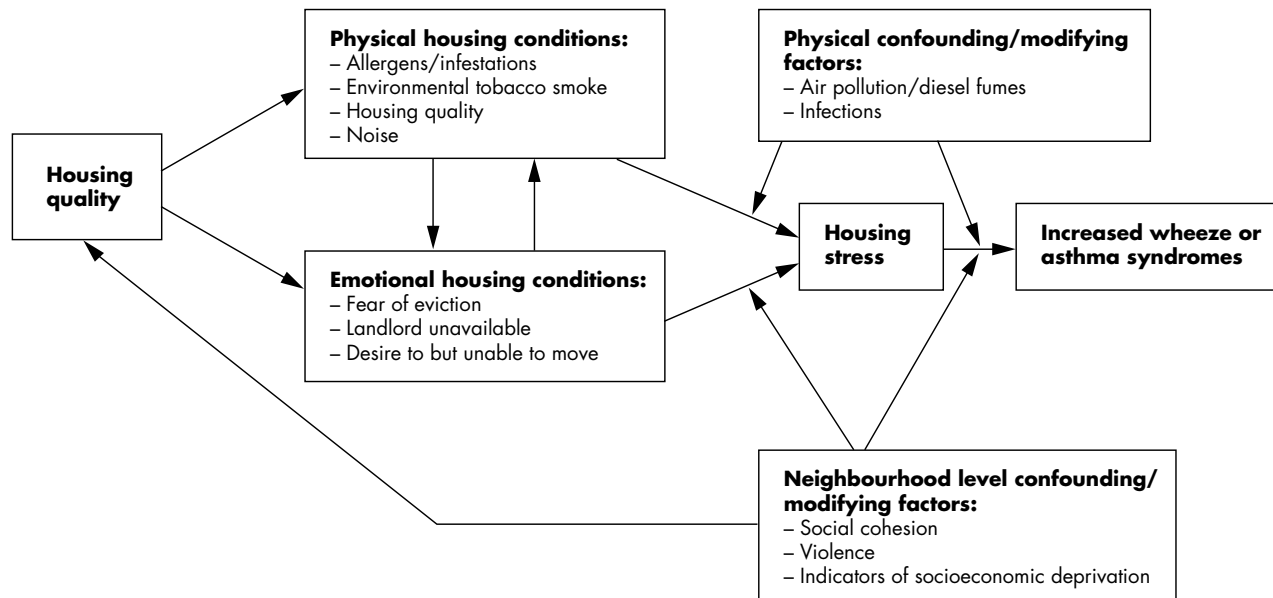 Physical housing conditions:
– Allergens/infestations
– Environmental tobacco smoke
– Housing quality
– Noise
Physical confounding/modifying
factors:
– Air pollution/diesel fumes
– Infections
Housing
quality
Housing
stress
Increased wheeze or
asthma syndromes
Emotional housing conditions:
– Fear of eviction
– Landlord unavailable
– Desire to but unable to move
Neighbourhood level confounding/
modifying factors:
– Social cohesion
– Violence
– Indicators of socioeconomic deprivation